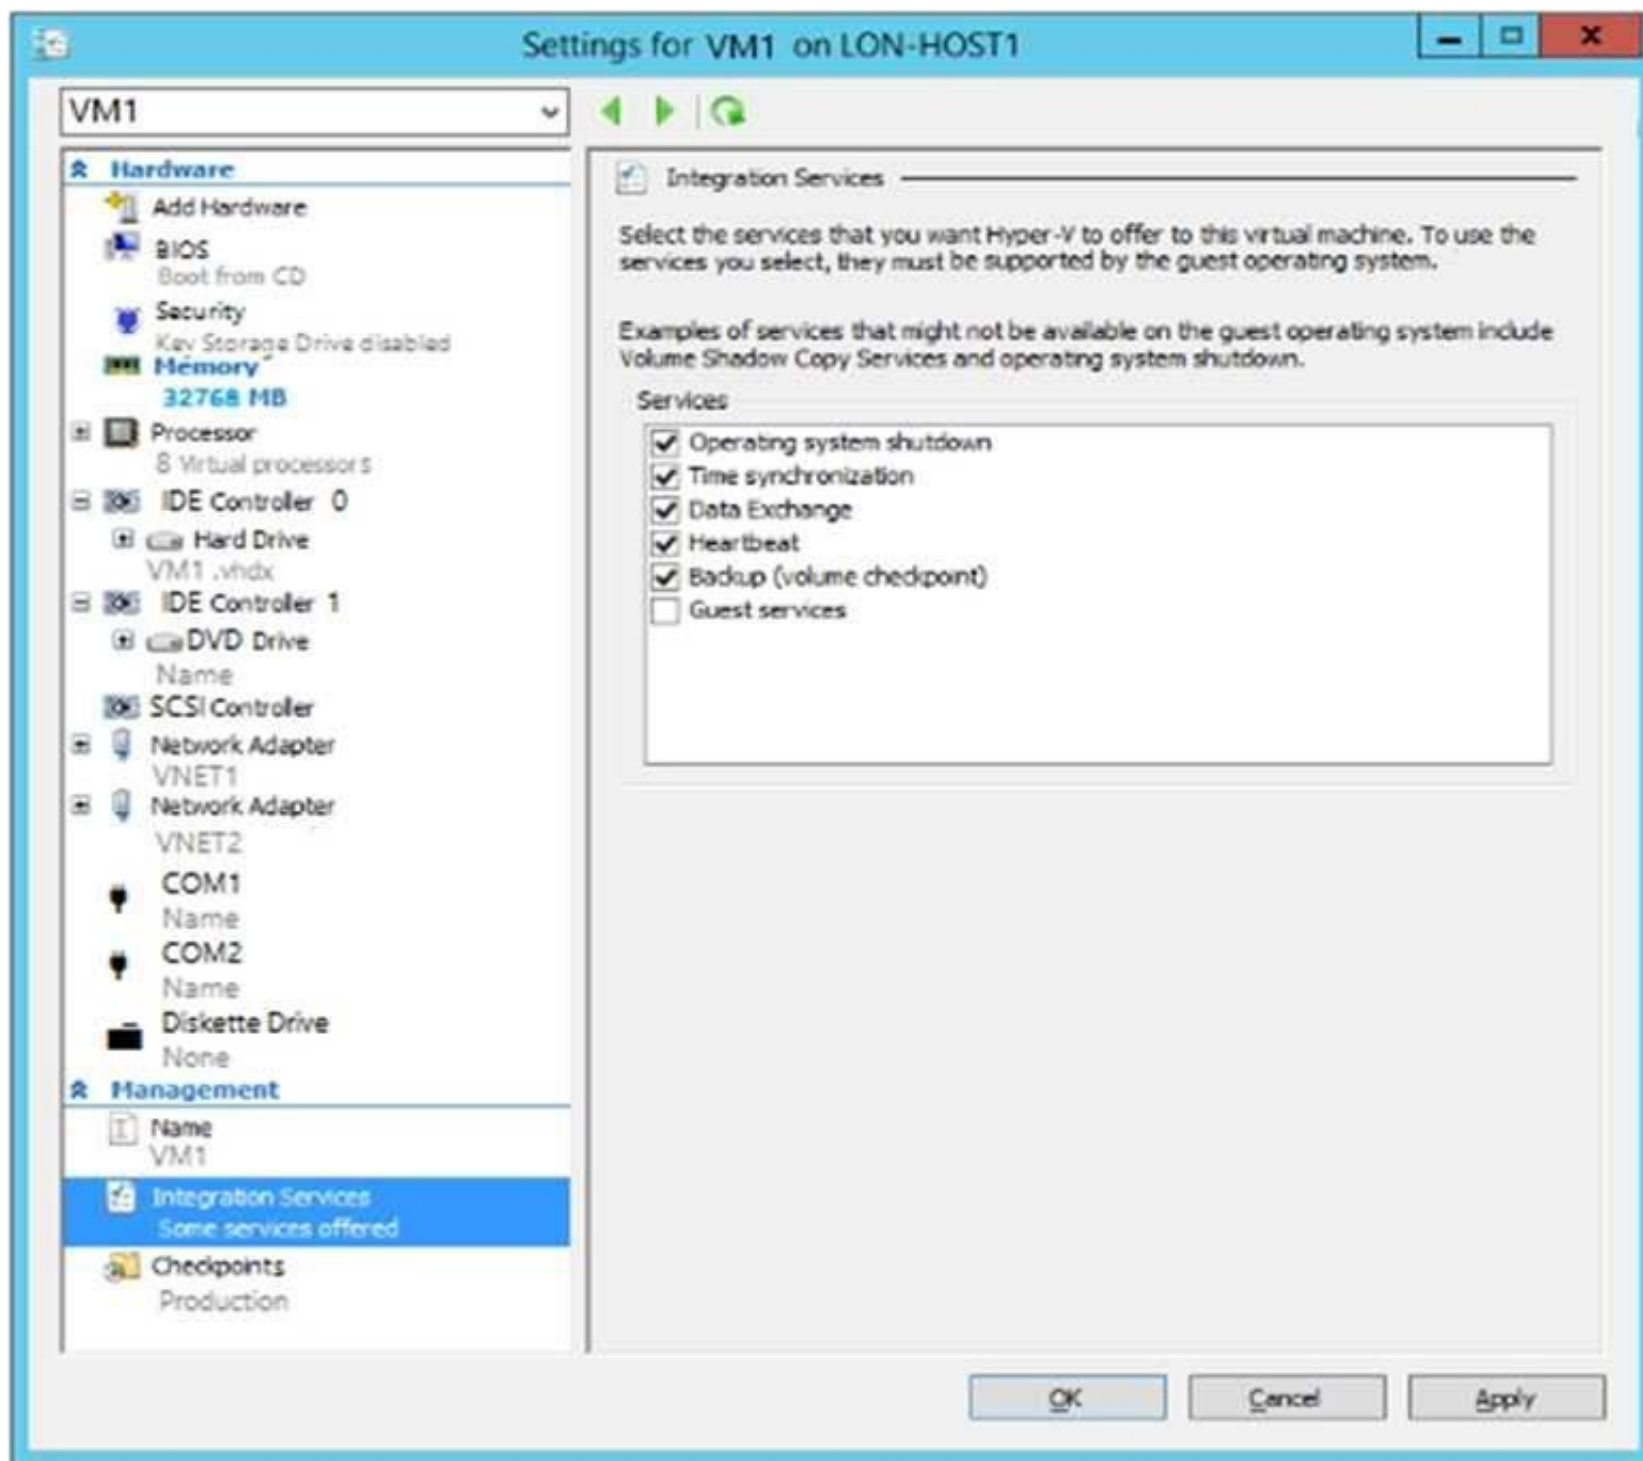 Settings for VM1 on LON-HOST1
VM1
Hardware
Add Hardware
BIOS
Boot from CD
Security
Key Storage Drive disabled
Memory
32768 MB
Processor
8 Virtual processors
IDE Controller 0
Hard Drive
VM1 .vhdx
IDE Controller 1
DVD Drive
Name
SCSI Controller
Network Adapter
VNET1
Network Adapter
VNET2
COM1
Name
COM2
Name
Diskette Drive
None
Management
Name
VM1
Integration Services
Some services offered
Checkpoints
Production
Integration Services
Select the services that you want Hyper-V to offer to this virtual machine. To use the
services you select, they must be supported by the guest operating system.
Examples of services that might not be available on the guest operating system include
Volume Shadow Copy Services and operating system shutdown.
Services
Operating system shutdown
Time synchronization
Data Exchange
Heartbeat
Backup (volume checkpoint)
Guest services
OK
Cancel
Apply